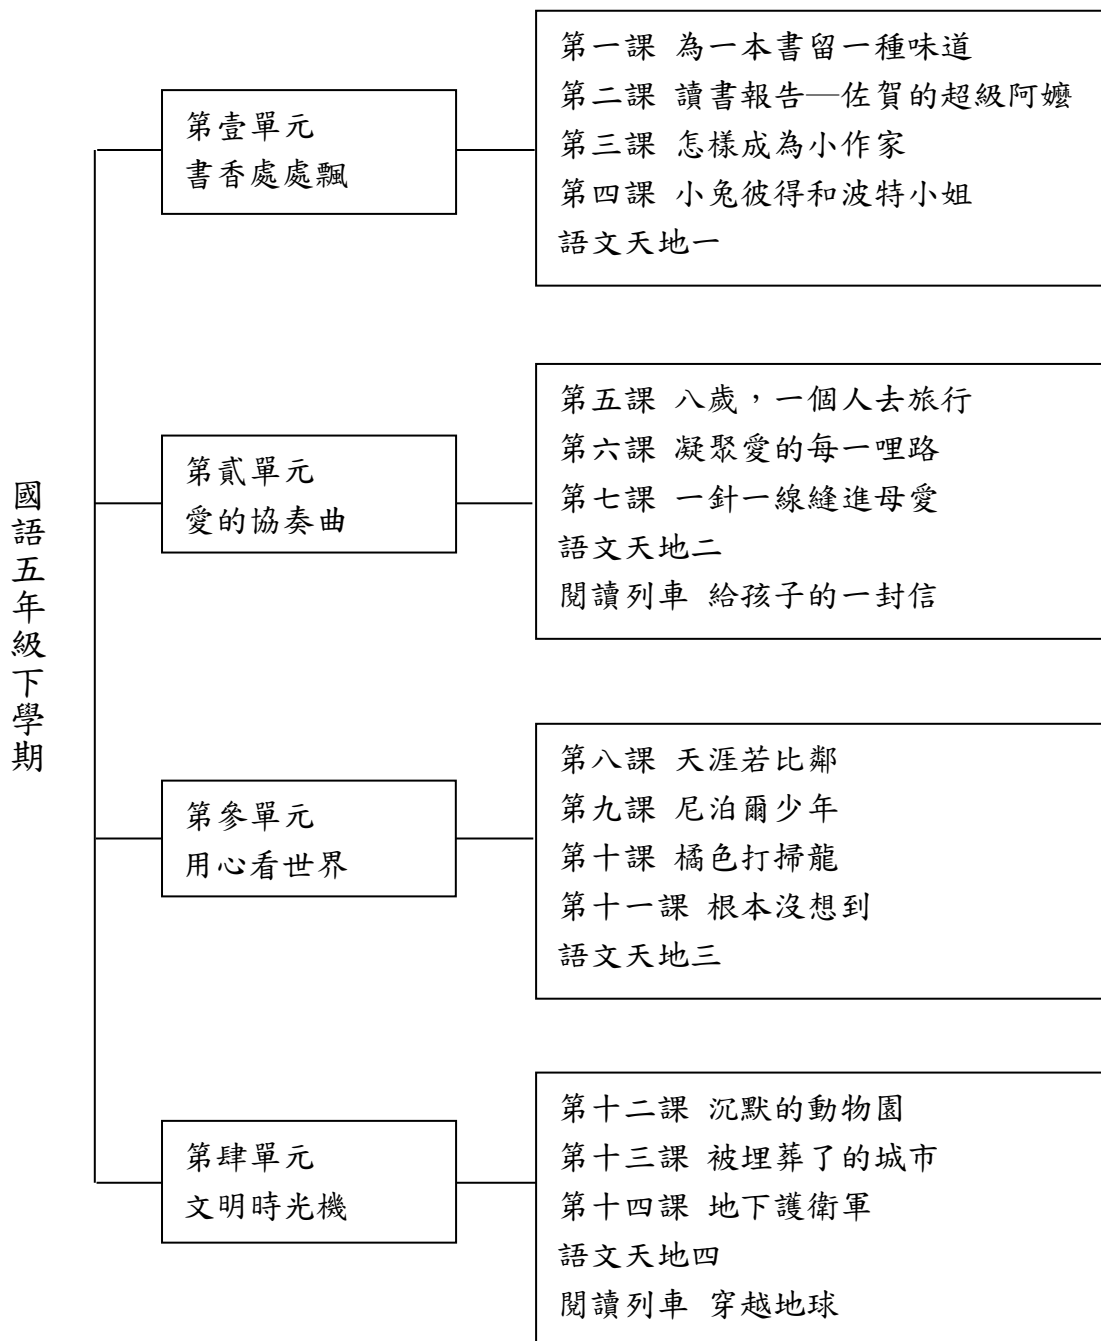 國語五年級下學期
第壹單元
書香處處飄
第一課 為一本書留一種味道
第二課 讀書報告—佐賀的超級阿嬤
第三課 怎樣成為小作家
第四課 小兔彼得和波特小姐
語文天地一
第貳單元
愛的協奏曲
第五課 八歲，一個人去旅行
第六課 凝聚愛的每一哩路
第七課 一針一線縫進母愛
語文天地二
閱讀列車 給孩子的一封信
第參單元
用心看世界
第八課 天涯若比鄰
第九課 尼泊爾少年
第十課 橘色打掃龍
第十一課 根本沒想到
語文天地三
第肆單元
文明時光機
第十二課 沉默的動物園
第十三課 被埋葬了的城市
第十四課 地下護衛軍
語文天地四
閱讀列車 穿越地球